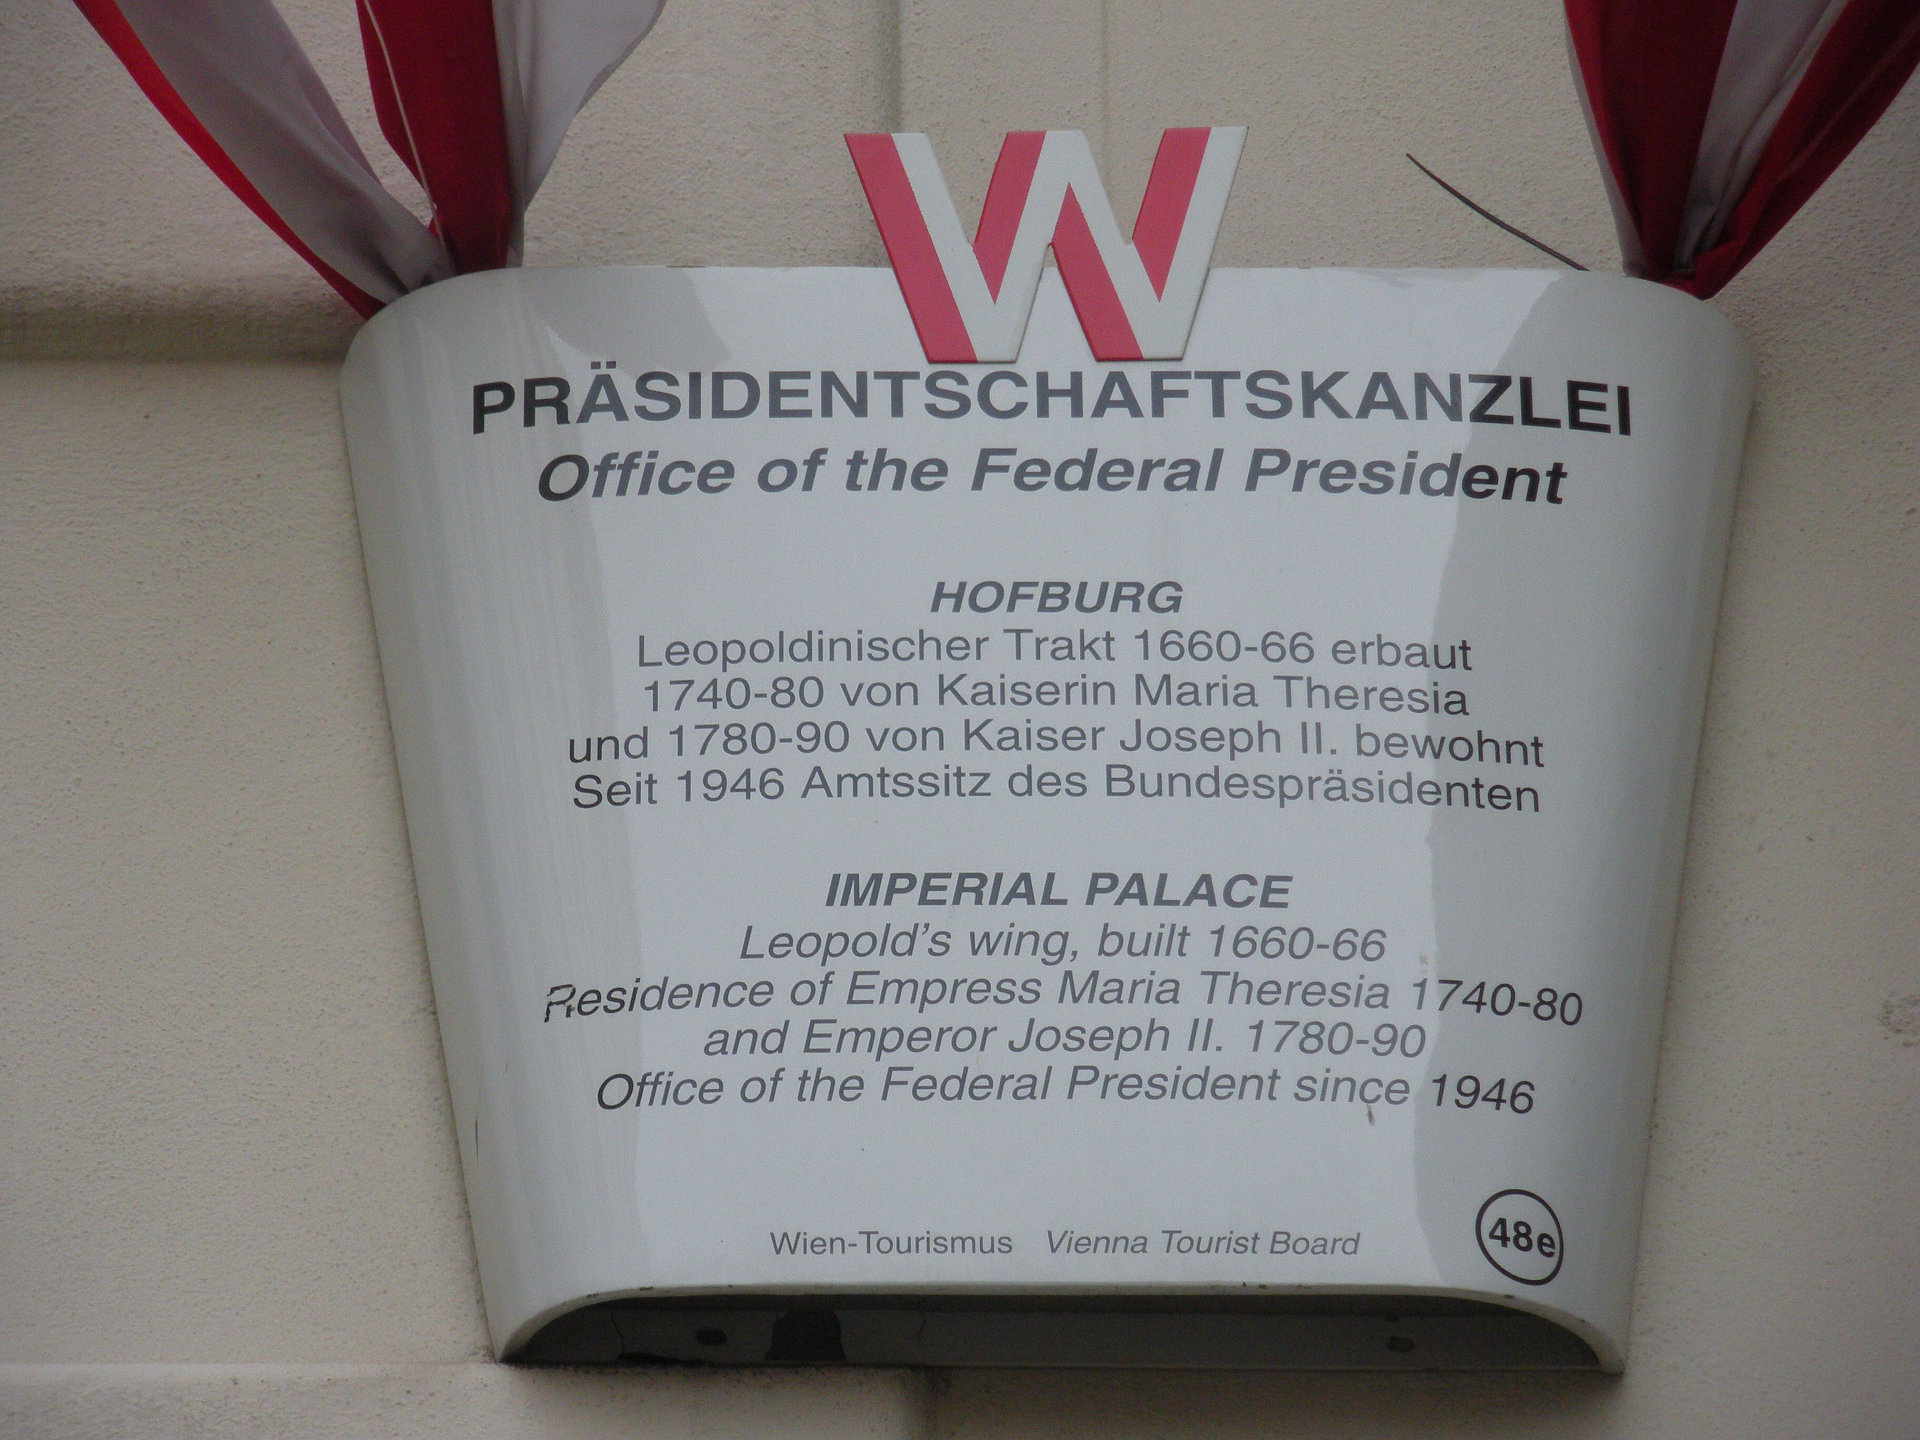 W
PRÄSIDENTSCHAFTSKANZLEI
Office of the Federal President
HOFBURG
Leopoldinischer Trakt 1660-66 erbaut
1740-80 von Kaiserin Maria Theresia
und 1780-90 von Kaiser Joseph II. bewohnt
Seit 1946 Amtssitz des Bundespräsidenten
IMPERIAL PALACE
Leopold's wing, built 1660-66
Residence of Empress Maria Theresia 1740-80
and Emperor Joseph II. 1780-90
Office of the Federal President since 1946
Wien-Tourismus Vienna Tourist Board
48e